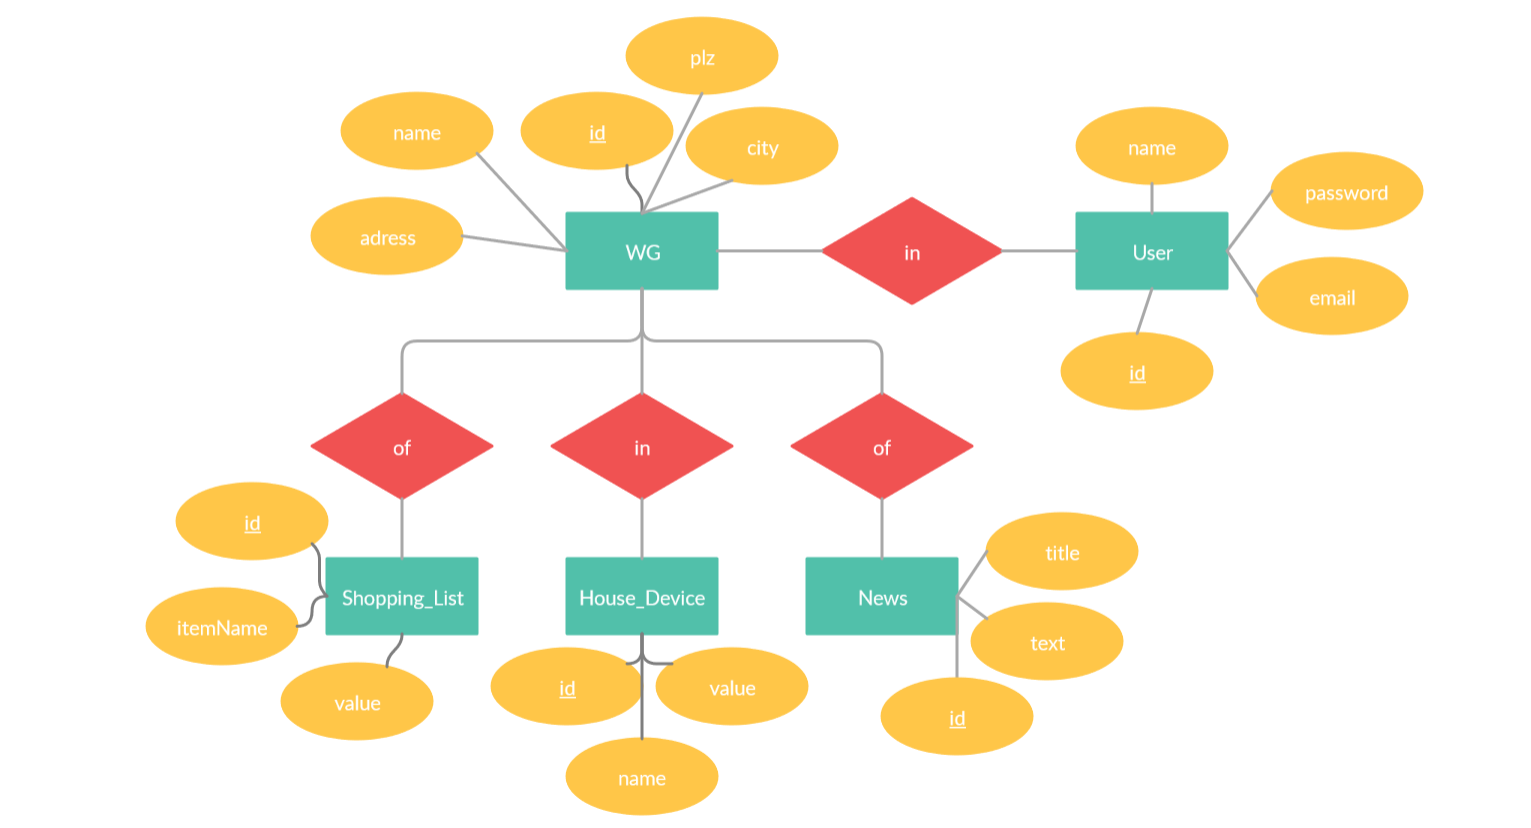 plz
name
id
city
name
password
adress
WG
in
User
email
id
of
in
of
id
title
Shopping_List
House_Device
News
itemName
text
id
value
value
id
name